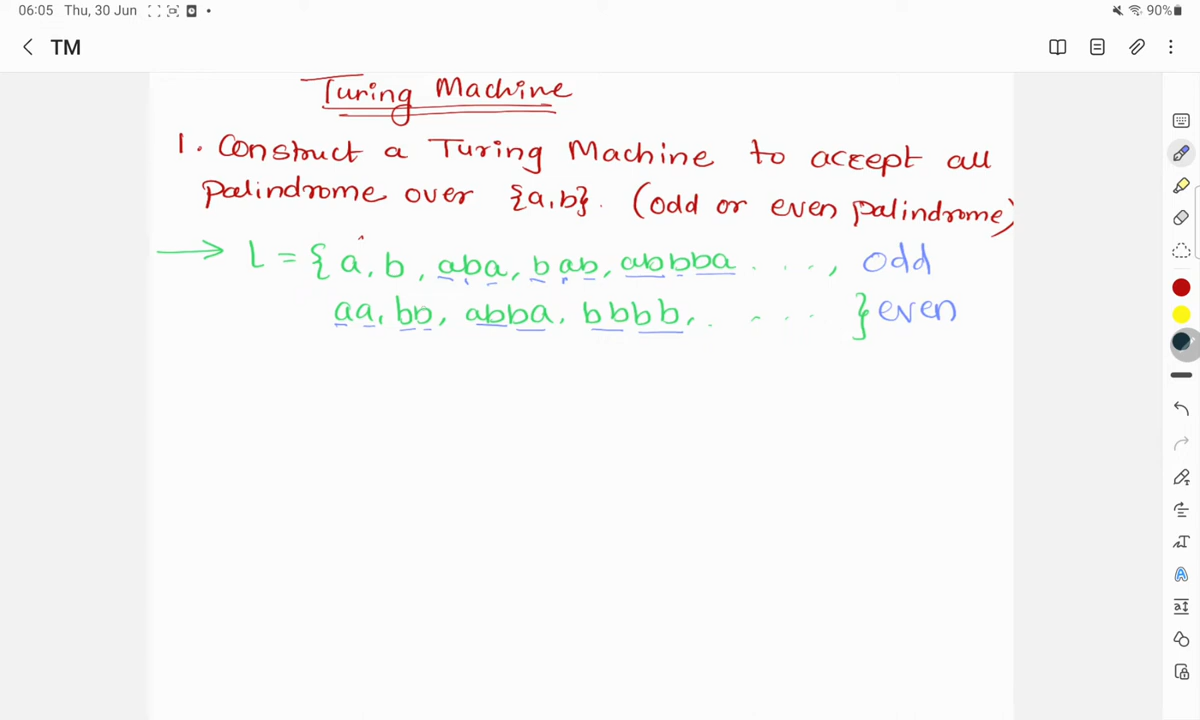 06:05 Thu, 30 Jun 90%
TM
Turing Machine
1. Construct a Turing Machine to accept all
palindrome over {a,b}. (odd or even palindrome)
L = {a, b, aba, bab, abbba ...., odd
aa, bb, abba, bbbb, .... } even